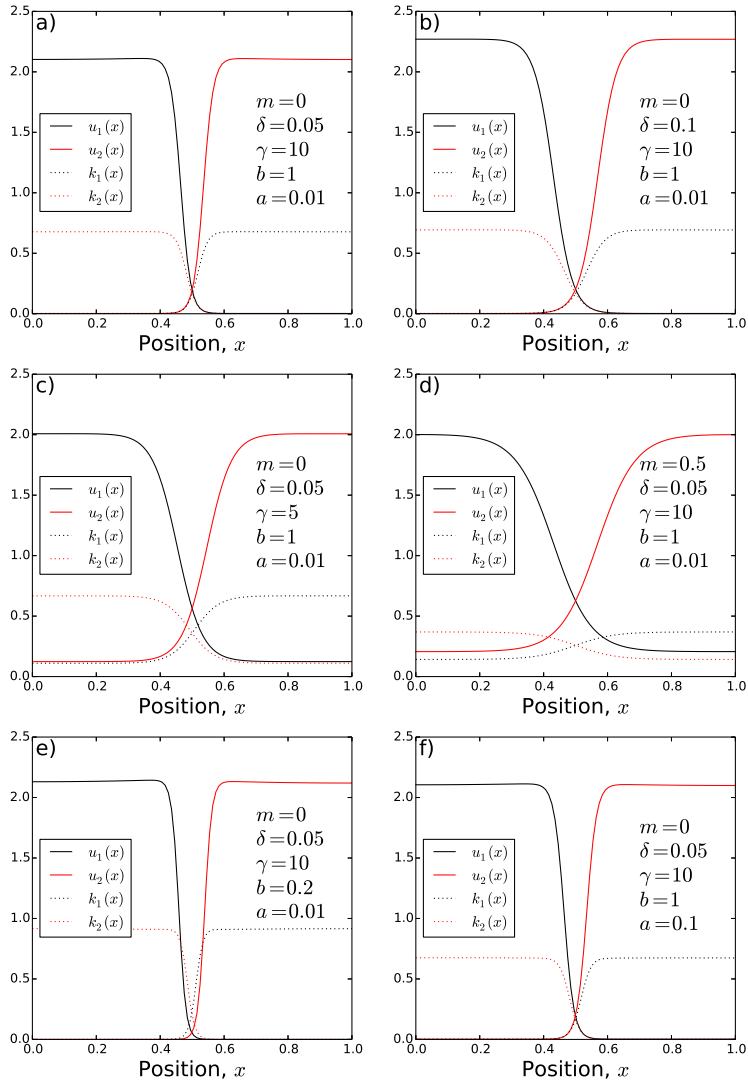 a)
2.5
2.0
1.5
1.0
0.5
0.0
u₁(x)
u₂(x)
k₁(x)
k₂(x)
m=0
δ=0.05
γ=10
b=1
a=0.01
0.0 0.2 0.4 0.6 0.8 1.0
Position, x
b)
2.5
2.0
1.5
1.0
0.5
0.0
u₁(x)
u₂(x)
k₁(x)
k₂(x)
m=0
δ=0.1
γ=10
b=1
a=0.01
0.0 0.2 0.4 0.6 0.8 1.0
Position, x
c)
2.5
2.0
1.5
1.0
0.5
0.0
u₁(x)
u₂(x)
k₁(x)
k₂(x)
m=0
δ=0.05
γ=5
b=1
a=0.01
0.0 0.2 0.4 0.6 0.8 1.0
Position, x
d)
2.5
2.0
1.5
1.0
0.5
0.0
u₁(x)
u₂(x)
k₁(x)
k₂(x)
m=0.5
δ=0.05
γ=10
b=1
a=0.01
0.0 0.2 0.4 0.6 0.8 1.0
Position, x
e)
2.5
2.0
1.5
1.0
0.5
0.0
u₁(x)
u₂(x)
k₁(x)
k₂(x)
m=0
δ=0.05
γ=10
b=0.2
a=0.01
0.0 0.2 0.4 0.6 0.8 1.0
Position, x
f)
2.5
2.0
1.5
1.0
0.5
0.0
u₁(x)
u₂(x)
k₁(x)
k₂(x)
m=0
δ=0.05
γ=10
b=1
a=0.1
0.0 0.2 0.4 0.6 0.8 1.0
Position, x